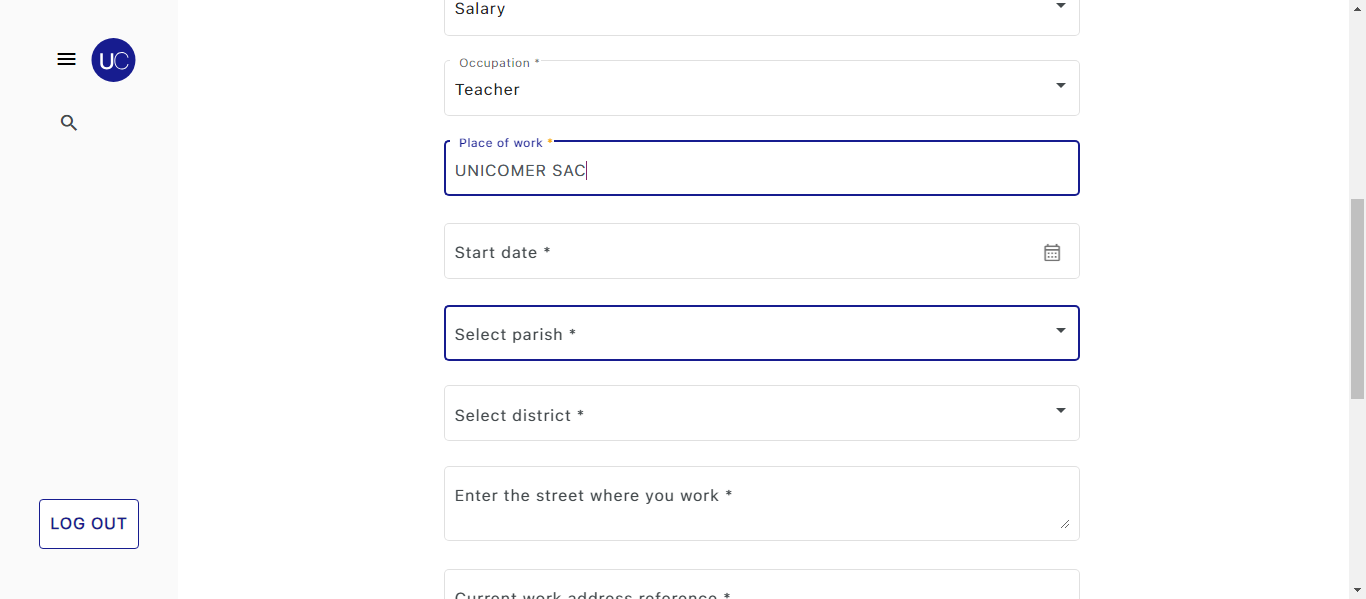 UC
Salary
Occupation *
Teacher
Place of work *
UNICOMER SAC
Start date *
Select parish *
Select district *
Enter the street where you work *
LOG OUT
Current work address reference *